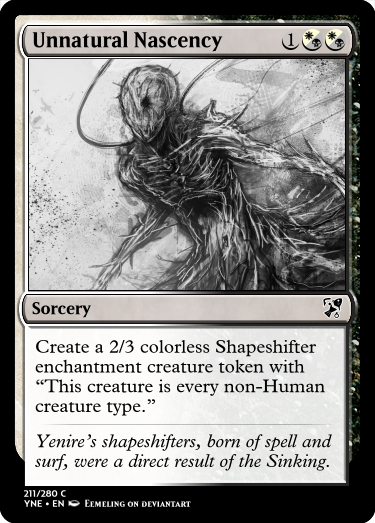 Unnatural Nascency 1
Sorcery
Create a 2/3 colorless Shapeshifter
enchantment creature token with
“This creature is every non-Human
creature type.”
Yenire’s shapeshifters, born of spell and
surf, were a direct result of the Sinking.
211/280 C
YNE • EN Eemeling on deviantart